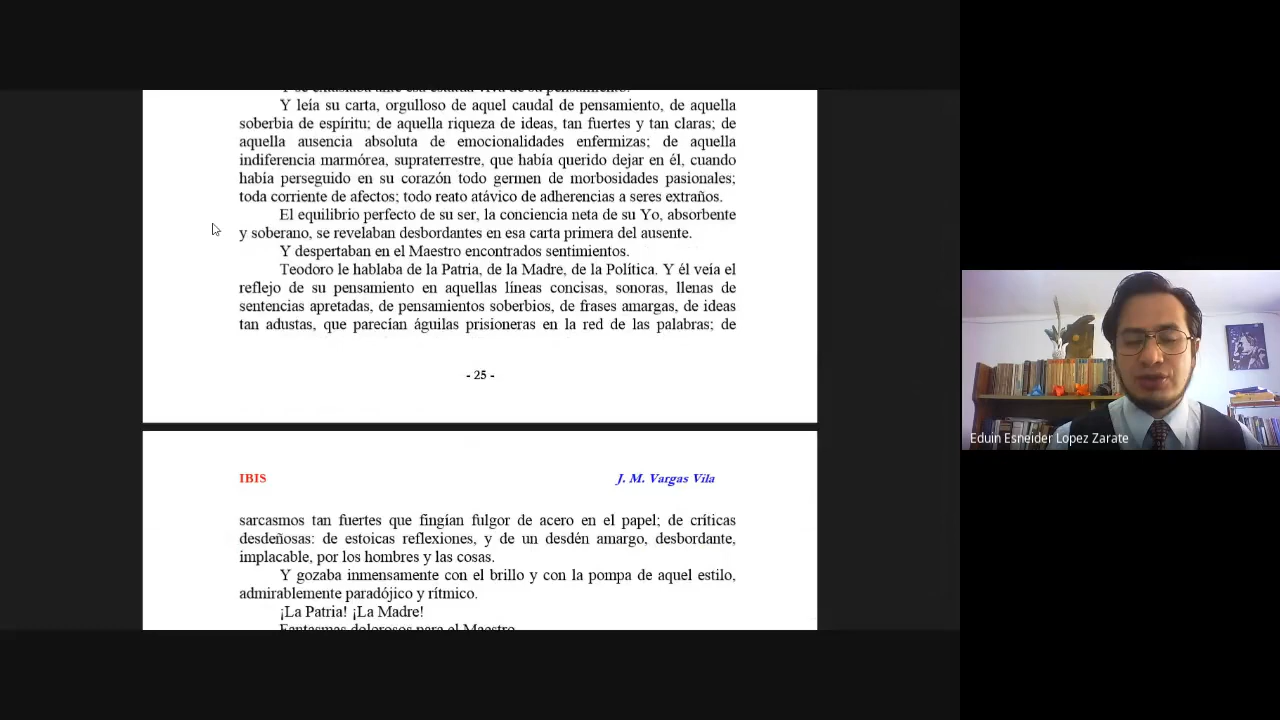 Y leía su carta, orgulloso de aquel caudal de pensamiento, de aquella
soberbia de espíritu; de aquella riqueza de ideas, tan fuertes y tan claras; de
aquella ausencia absoluta de emocionalidades enfermizas; de aquella
indiferencia marmórea, supraterrestre, que había querido dejar en él, cuando
había perseguido en su corazón todo germen de morbosidades pasionales;
toda corriente de afectos; todo reato atávico de adherencias a seres extraños.
El equilibrio perfecto de su ser, la conciencia neta de su Yo, absorbente
y soberano, se revelaban desbordantes en esa carta primera del ausente.
Y despertaban en el Maestro encontrados sentimientos.
Teodoro le hablaba de la Patria, de la Madre, de la Política. Y él veía el
reflejo de su pensamiento en aquellas líneas concisas, sonoras, llenas de
sentencias apretadas, de pensamientos soberbios, de frases amargas, de ideas
tan adustas, que parecían águilas prisioneras en la red de las palabras; de
- 25 -
IBIS J. M. Vargas Vila
sarcasmos tan fuertes que fingían fulgor de acero en el papel; de críticas
desdeñosas: de estoicas reflexiones, y de un desdén amargo, desbordante,
implacable, por los hombres y las cosas.
Y gozaba inmensamente con el brillo y con la pompa de aquel estilo,
admirablemente paradójico y rítmico.
¡La Patria! ¡La Madre!
Fantasmas dolorosos para el Maestro
Eduin Esneider Lopez Zarate